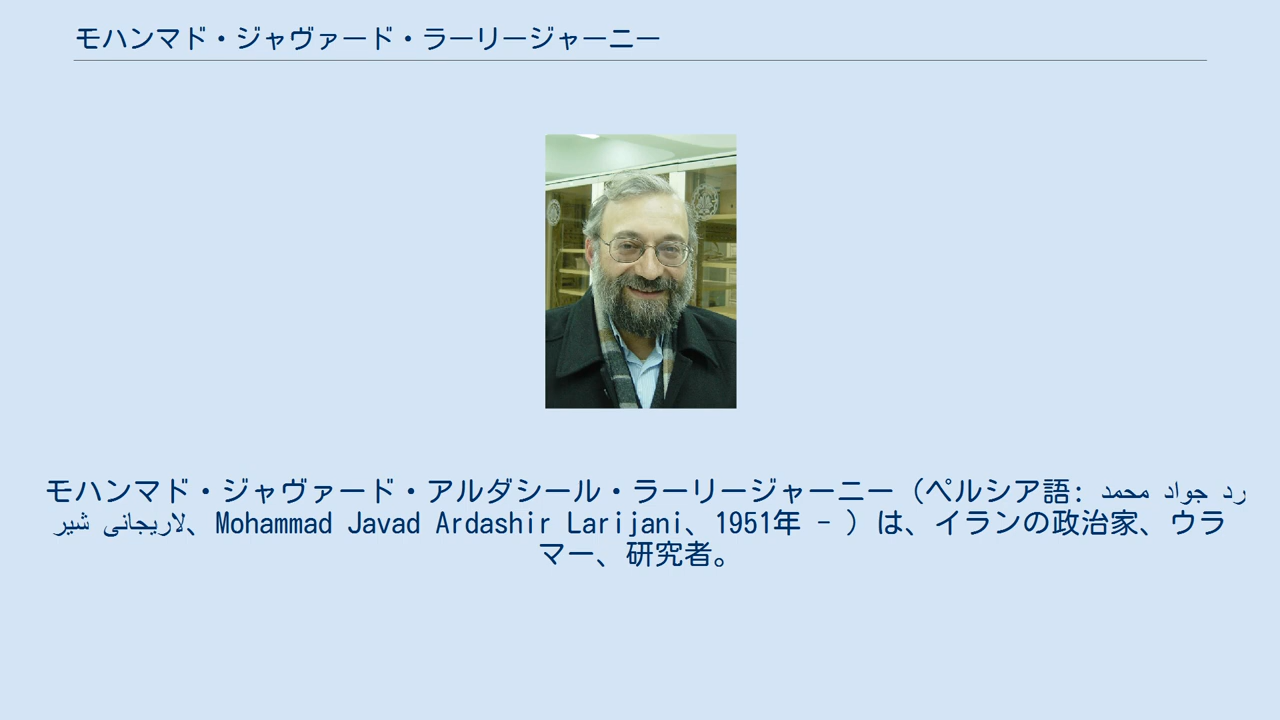 モハンマド・ジャヴァード・ラーリージャーニー
モハンマド・ジャヴァード・アルダシール・ラーリージャーニー（ペルシア語: رد جواد محمد
لاریجانی شیر、Mohammad Javad Ardashir Larijani、1951年 - ）は、イランの政治家、ウラ
マー、研究者。